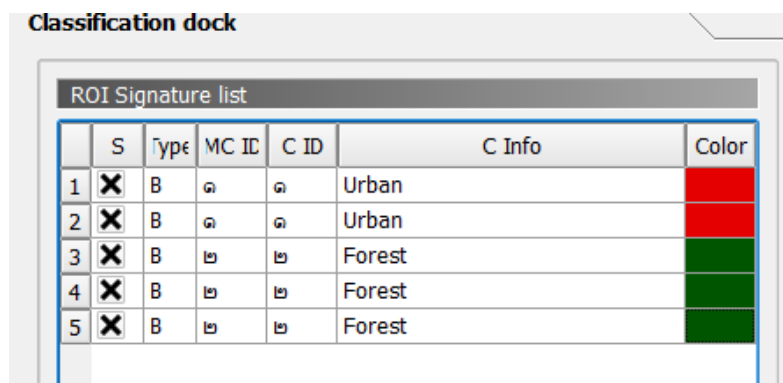 Classification dock
ROI Signature list
S Type MC ID C ID C Info Color
1 B ๑ ๑ Urban
2 B ๑ ๑ Urban
3 B ๒ ๒ Forest
4 B ๒ ๒ Forest
5 B ๒ ๒ Forest